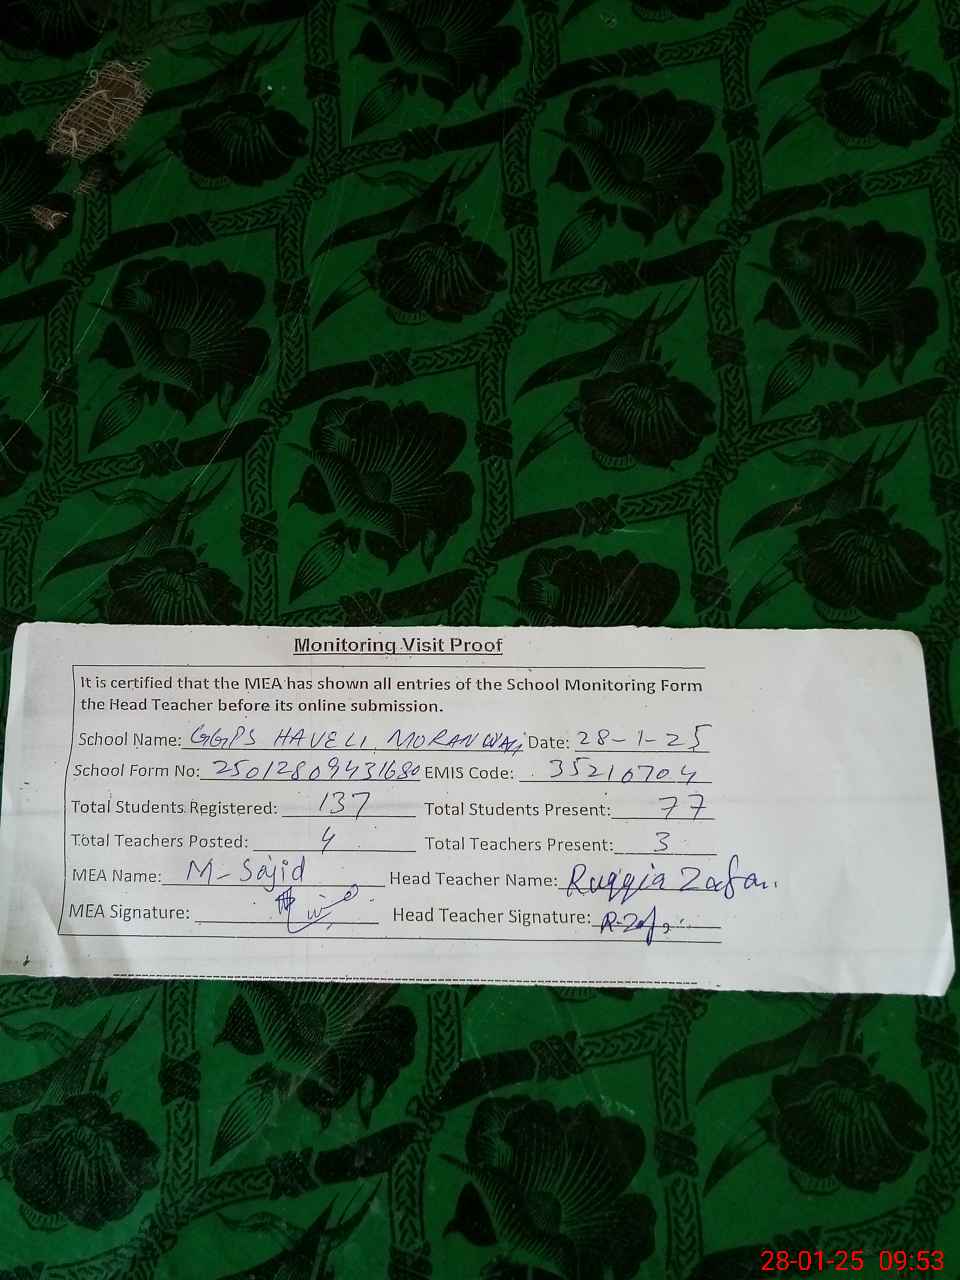 Monitoring Visit Proof
It is certified that the MEA has shown all entries of the School Monitoring Form
the Head Teacher before its online submission.
School Name: GGPS HAVELI MORANWALI Date: 28-1-25
School Form No: 25012809431680 EMIS Code: 35210704
Total Students Registered: 137 Total Students Present: 77
Total Teachers Posted: 4 Total Teachers Present: 3
MEA Name: M-Sajid Head Teacher Name: Ruqqia Zafar.
MEA Signature: Head Teacher Signature: R.Zaf
28-01-25 09:53